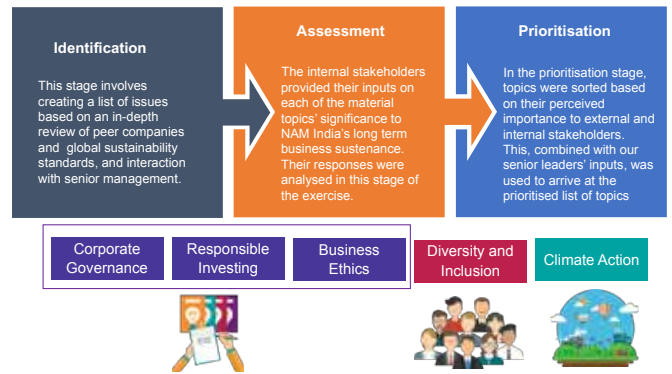 Identification
This stage involves
creating a list of issues
based on an in-depth
review of peer companies
and global sustainability
standards, and interaction
with senior management.
Assessment
The internal stakeholders
provided their inputs on
each of the material
topics' significance to
NAM India's long term
business sustenance.
Their responses were
analysed in this stage of
the exercise.
Prioritisation
In the prioritisation stage,
topics were sorted based
on their perceived
importance to external and
internal stakeholders.
This, combined with our
senior leaders' inputs, was
used to arrive at the
prioritised list of topics
Corporate
Governance
Responsible
Investing
Business
Ethics
Diversity and
Inclusion
Climate Action